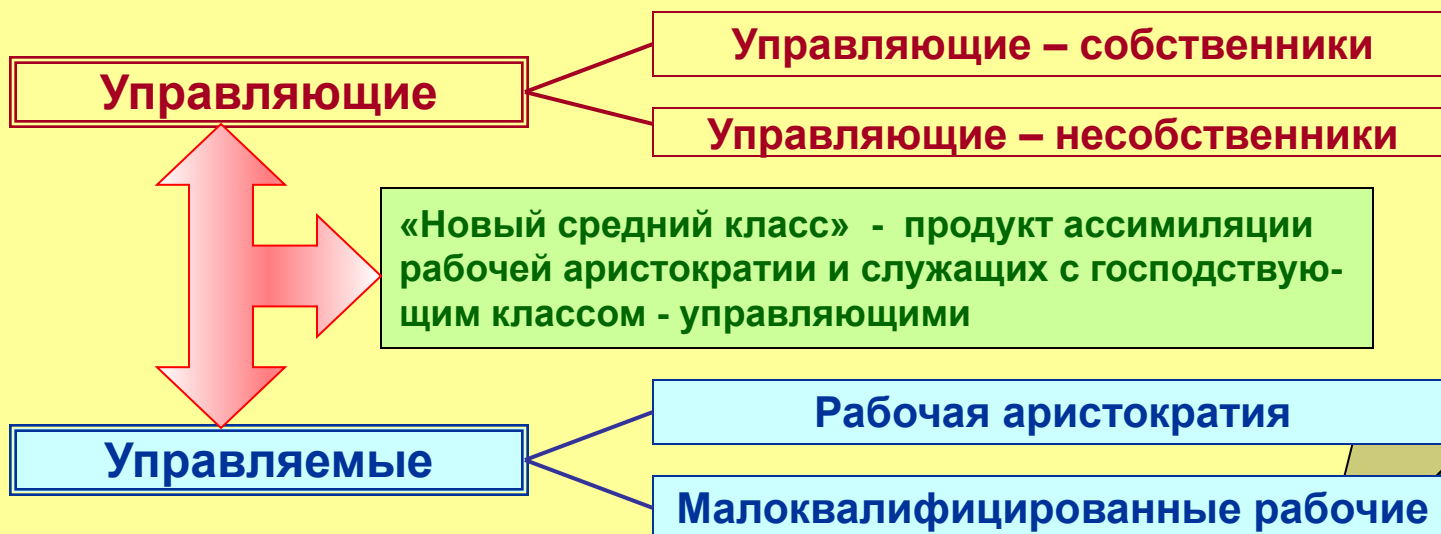 Управляющие – собственники
Управляющие
Управляющие – несобственники
«Новый средний класс» - продукт ассимиляции
рабочей аристократии и служащих с господствую-
щим классом - управляющими
Рабочая аристократия
Управляемые
Малоквалифицированные рабочие